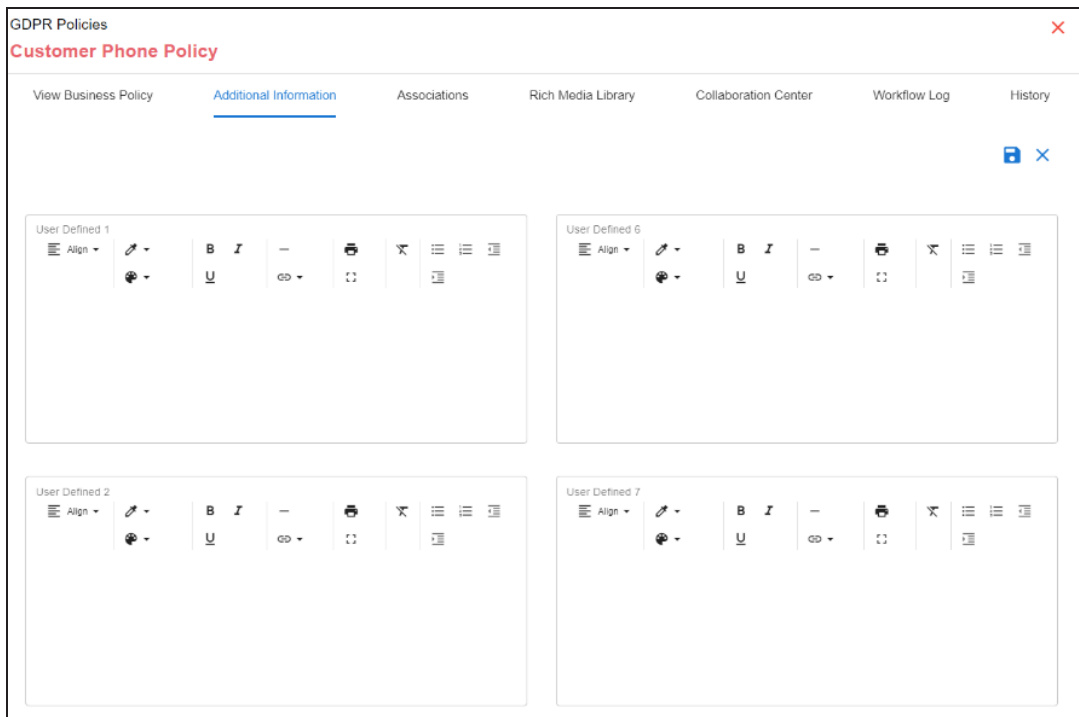 GDPR Policies
Customer Phone Policy
View Business Policy Additional Information Associations Rich Media Library Collaboration Center Workflow Log History
User Defined 1
Align
B I
U
User Defined 6
Align
B I
U
User Defined 2
Align
B I
U
User Defined 7
Align
B I
U